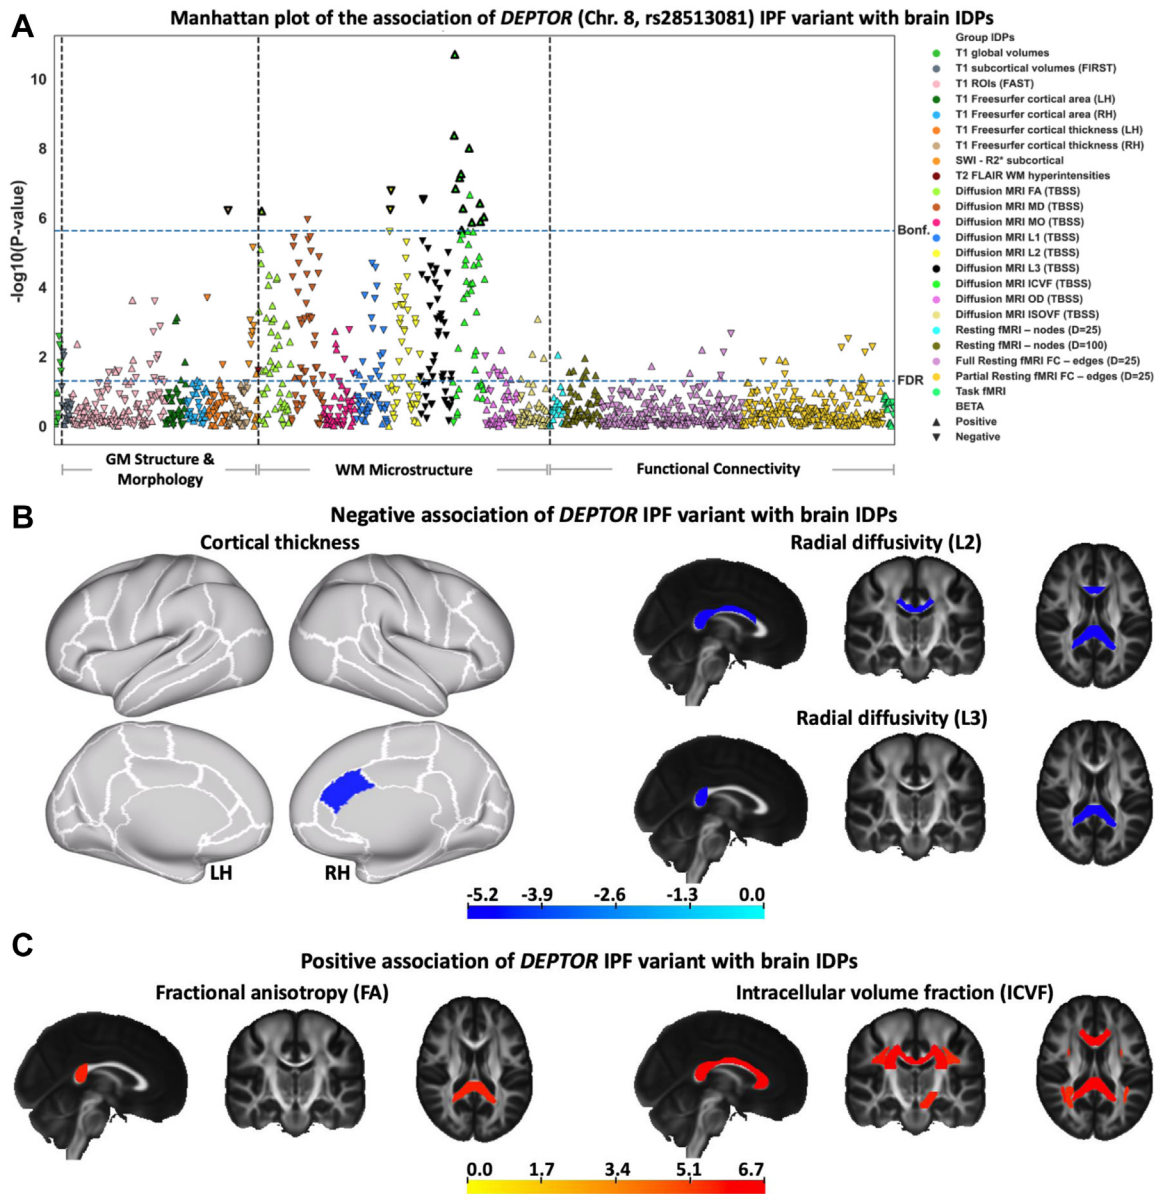 A
Manhattan plot of the association of DEPTOR (Chr. 8, rs28513081) IPF variant with brain IDPs
-log10(P-value)
10
8
6
4
2
0
Bonf.
FDR
GM Structure &
Morphology
WM Microstructure
Functional Connectivity
Group IDPs
T1 global volumes
T1 subcortical volumes (FIRST)
T1 ROIs (FAST)
T1 Freesurfer cortical area (LH)
T1 Freesurfer cortical area (RH)
T1 Freesurfer cortical thickness (LH)
T1 Freesurfer cortical thickness (RH)
SWI - R2* subcortical
T2 FLAIR WM hyperintensities
Diffusion MRI FA (TBSS)
Diffusion MRI MD (TBSS)
Diffusion MRI MO (TBSS)
Diffusion MRI L1 (TBSS)
Diffusion MRI L2 (TBSS)
Diffusion MRI L3 (TBSS)
Diffusion MRI ICVF (TBSS)
Diffusion MRI OD (TBSS)
Diffusion MRI ISOVF (TBSS)
Resting fMRI – nodes (D=25)
Resting fMRI – nodes (D=100)
Full Resting fMRI FC – edges (D=25)
Partial Resting fMRI FC – edges (D=25)
Task fMRI
BETA
Positive
Negative
B
Negative association of DEPTOR IPF variant with brain IDPs
Cortical thickness
LH
RH
Radial diffusivity (L2)
Radial diffusivity (L3)
-5.2 -3.9 -2.6 -1.3 0.0
C
Positive association of DEPTOR IPF variant with brain IDPs
Fractional anisotropy (FA)
Intracellular volume fraction (ICVF)
0.0 1.7 3.4 5.1 6.7